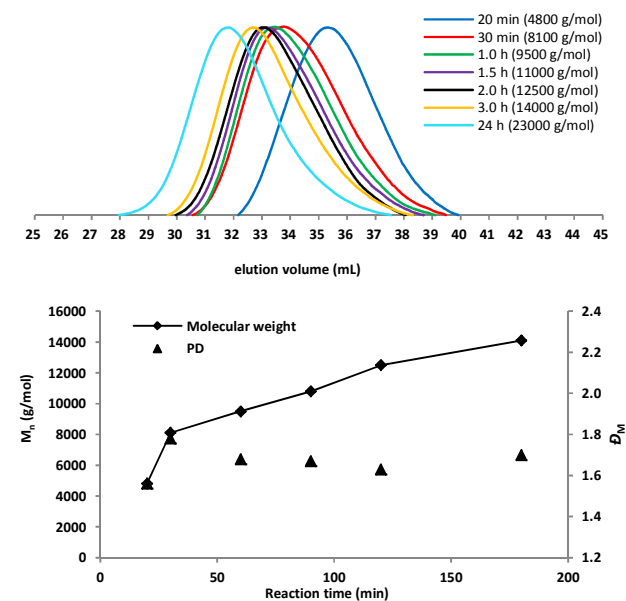 20 min (4800 g/mol)
30 min (8100 g/mol)
1.0 h (9500 g/mol)
1.5 h (11000 g/mol)
2.0 h (12500 g/mol)
3.0 h (14000 g/mol)
24 h (23000 g/mol)
25 26 27 28 29 30 31 32 33 34 35 36 37 38 39 40 41 42 43 44 45
elution volume (mL)
Molecular weight
PD
16000
14000
12000
10000
8000
6000
4000
2000
0
Mn (g/mol)
2.4
2.2
2.0
1.8
1.6
1.4
1.2
ĐM
0 50 100 150 200
Reaction time (min)